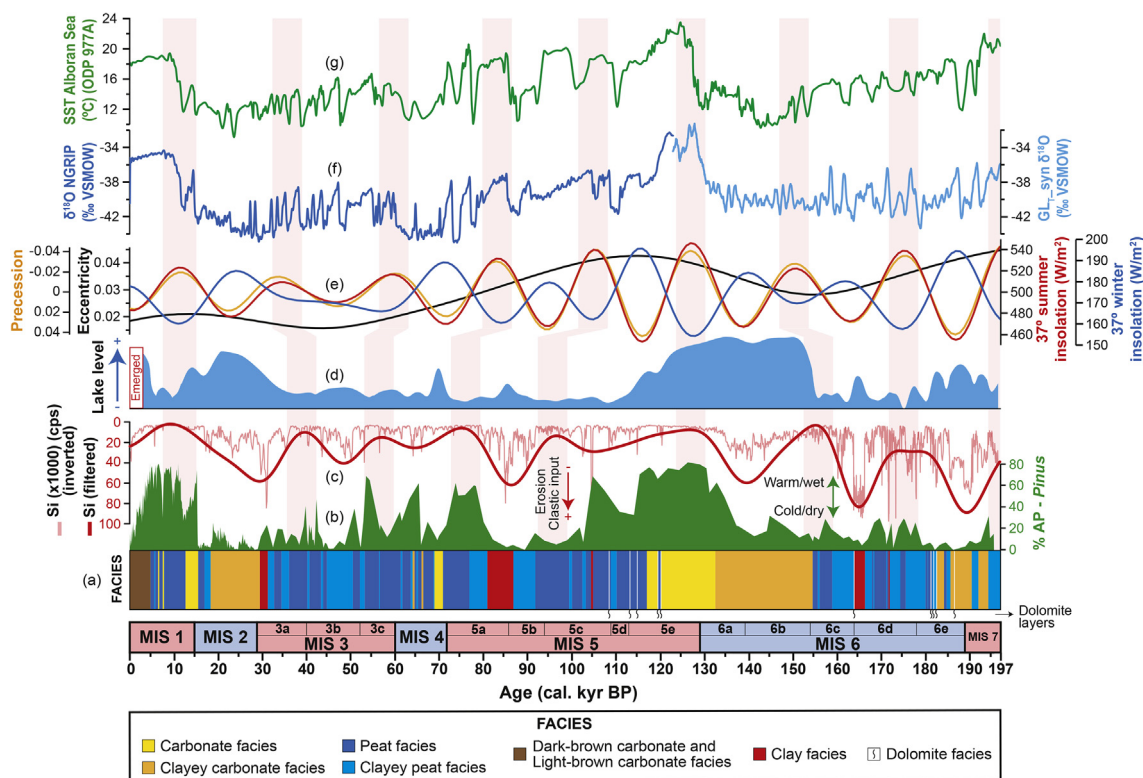 SST Alboran Sea
(ºC) (ODP 977A)
24
20
16
12
(g)
δ¹⁸O NGRIP
(‰ VSMOW)
-34
-38
-42
(f)
-34
-36
-38
-42
GLT_syn δ¹⁸O
(‰ VSMOW)
Precession
-0.04
-0.02
0
0.02
0.04
Eccentricity
0.04
0.03
0.02
(e)
540
520
500
480
460
37º summer
insolation (W/m²)
200
190
180
170
160
150
37º winter
insolation (W/m²)
Lake level
+
-
Emerged
(d)
Si (x1000) (cps)
(inverted)
Si (filtered)
0
20
40
60
80
100
(c)
(b)
Erosion
Clastic input
-
+
Warm/wet
Cold/dry
80
60
40
20
0
% AP - Pinus
(a)
FACIES
Dolomite
layers
MIS 1
MIS 2
3a
3b
3c
MIS 3
MIS 4
5a
5b
5c
5d
5e
MIS 5
6a
6b
6c
6d
6e
MIS 6
MIS 7
0 10 20 30 40 50 60 70 80 90 100 110 120 130 140 150 160 170 180 190 197
Age (cal. kyr BP)
FACIES
Carbonate facies
Clayey carbonate facies
Peat facies
Clayey peat facies
Dark-brown carbonate and
Light-brown carbonate facies
Clay facies
Dolomite facies